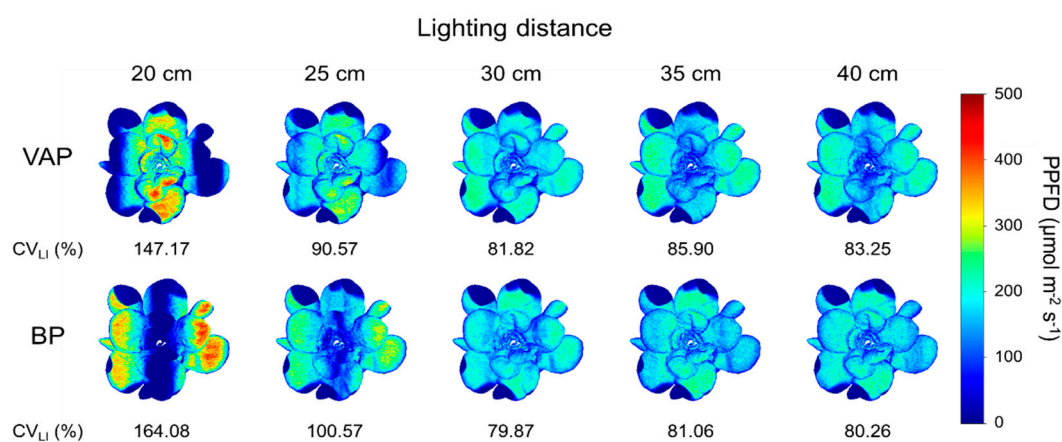 Lighting distance
20 cm 25 cm 30 cm 35 cm 40 cm
VAP
CVLI (%) 147.17 90.57 81.82 85.90 83.25
BP
CVLI (%) 164.08 100.57 79.87 81.06 80.26
500
400
300
200
100
0
PPFD (µmol m-2 s-1)